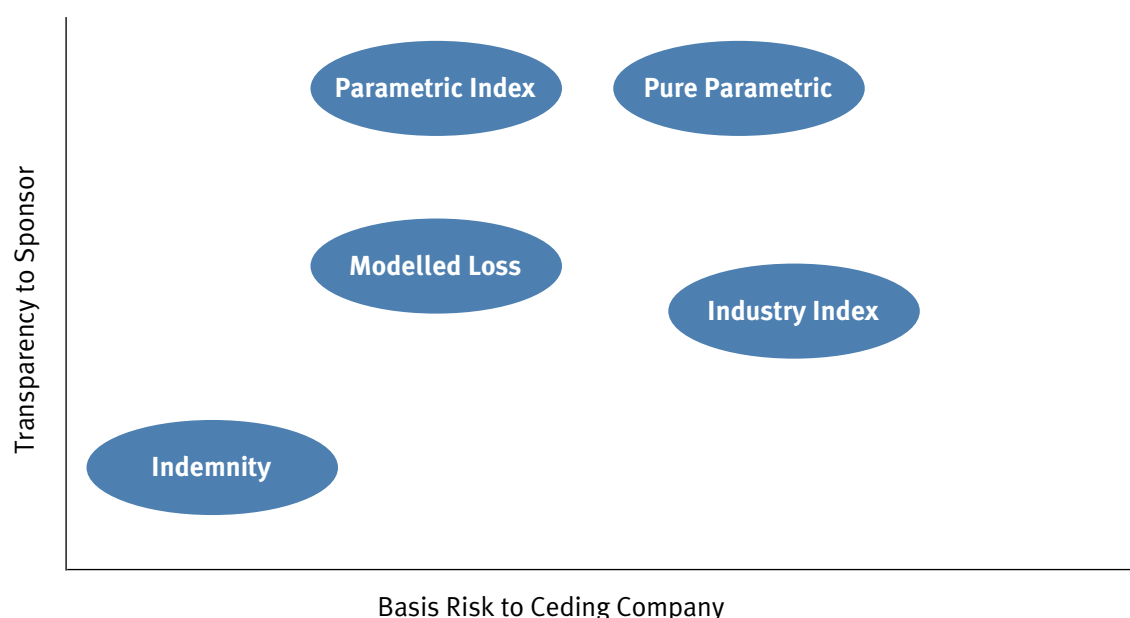 Parametric Index
Pure Parametric
Modelled Loss
Industry Index
Indemnity
Transparency to Sponsor
Basis Risk to Ceding Company